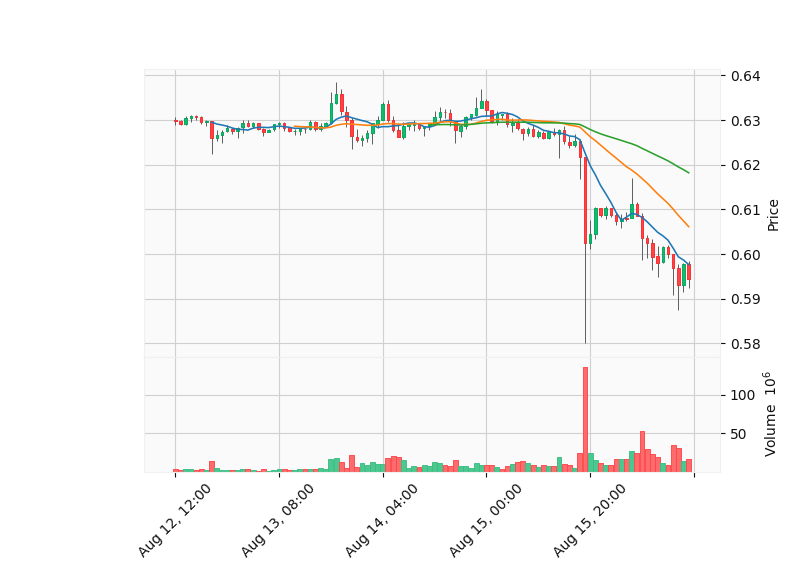 0.64
0.63
0.62
0.61
0.60
0.59
0.58
Price
100
50
Volume 10^6
Aug 12, 12:00
Aug 13, 08:00
Aug 14, 04:00
Aug 15, 00:00
Aug 15, 20:00